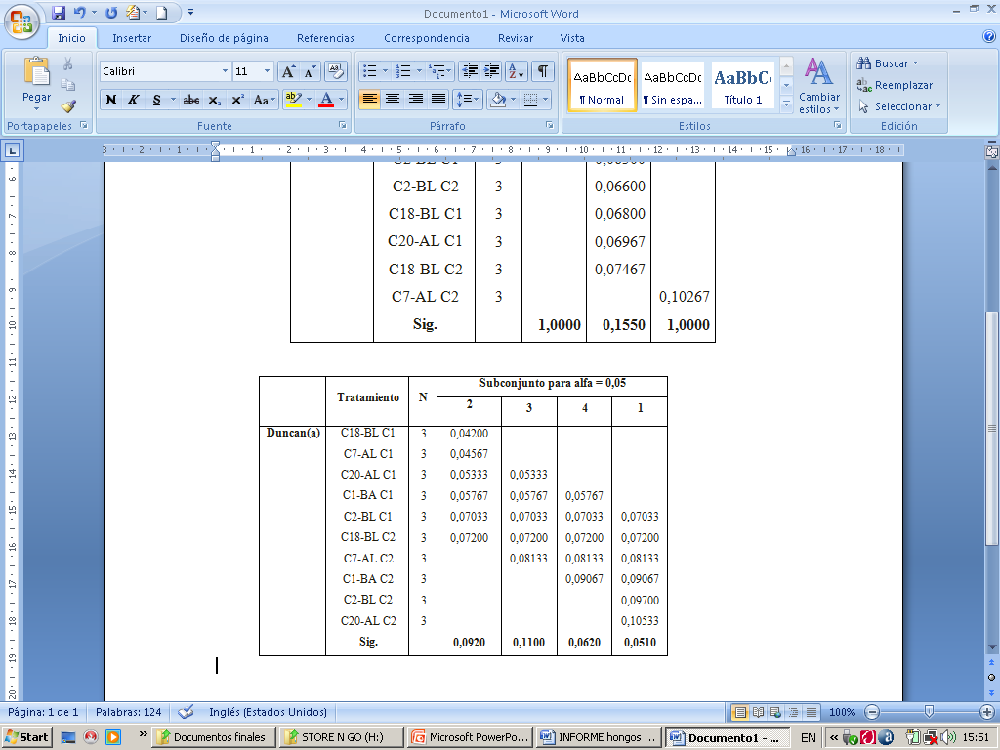 Documento1 - Microsoft Word
Inicio Insertar Diseño de página Referencias Correspondencia Revisar Vista
Pegar
Calibri 11
AaBbCcDc AaBbCcDc AaBbC
¶ Normal ¶ Sin espa... Título 1
Cambiar estilos
Buscar
Reemplazar
Seleccionar
Portapapeles Fuente Párrafo Estilos Edición
C2-BL C2 3 0,06600
C18-BL C1 3 0,06800
C20-AL C1 3 0,06967
C18-BL C2 3 0,07467
C7-AL C2 3 0,10267
Sig. 1,0000 0,1550 1,0000
Tratamiento N Subconjunto para alfa = 0,05
2 3 4 1
Duncan(a) C18-BL C1 3 0,04200
C7-AL C1 3 0,04567
C20-AL C1 3 0,05333 0,05333
C1-BA C1 3 0,05767 0,05767 0,05767
C2-BL C1 3 0,07033 0,07033 0,07033 0,07033
C18-BL C2 3 0,07200 0,07200 0,07200 0,07200
C7-AL C2 3 0,08133 0,08133 0,08133
C1-BA C2 3 0,09067 0,09067
C2-BL C2 3 0,09700
C20-AL C2 3 0,10533
Sig. 0,0920 0,1100 0,0620 0,0510
Página: 1 de 1 Palabras: 124 Inglés (Estados Unidos) 100%
Start Documentos finales STORE N GO (H:) Microsoft PowerPo... INFORME hongos ... Documento1 - ... EN 15:51